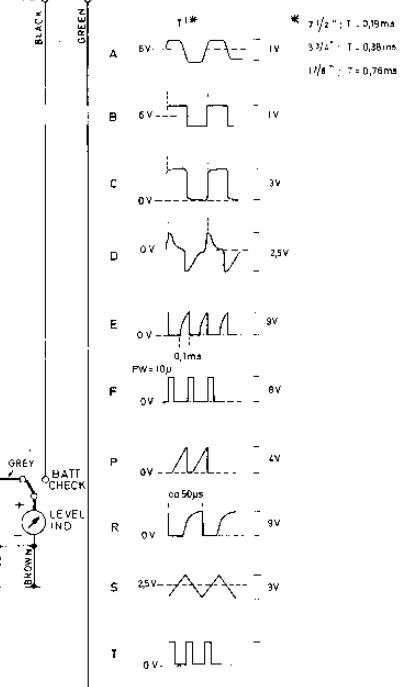 BLACK
GREEN
T *
* 7 1/2" ; T = 0,19ms
3 3/4" ; T = 0,38ms
1 7/8" ; T = 0,76ms
A 6V 1V
B 6V 1V
C 0V 3V
D 0V 2,5V
E 0V 9V
0,1ms
PW = 10µ
F 0V 8V
P 0V 4V
GREY
BATT
CHECK
+
LEVEL
IND
-
BROWN
ca 50µs
R 0V 9V
S 2,5V 9V
T 0V